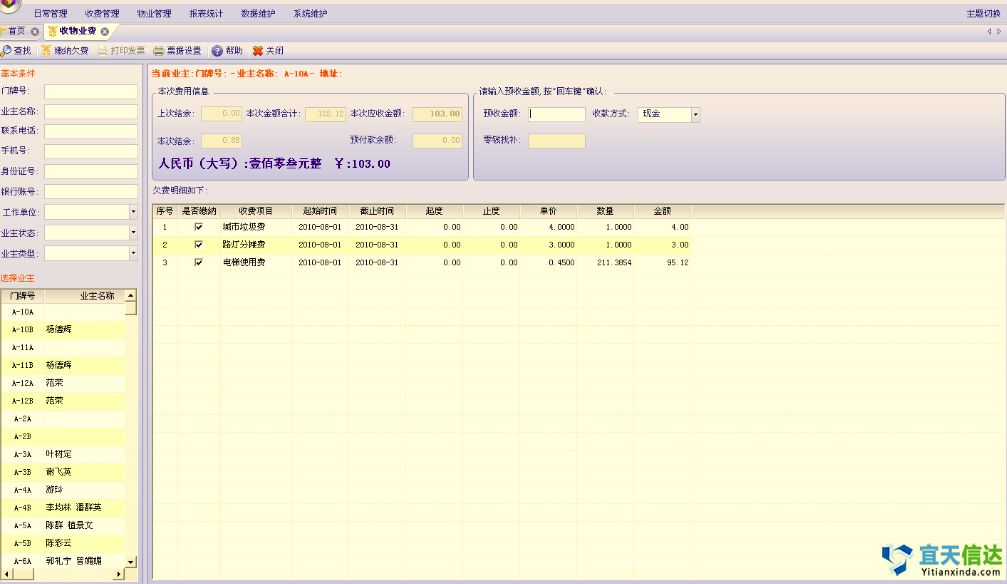 日常管理 收费管理 物业管理 报表统计 数据维护 系统维护 主题切换
首页 收物业费
查找 缴纳欠费 打印发票 票据设置 帮助 关闭
基本条件
门牌号:
业主名称:
联系电话:
手机号:
身份证号:
银行账号:
工作单位:
业主状态:
业主类型:
选择业主
门牌号 业主名称
A-10A
A-10B 杨德辉
A-11A
A-11B 杨德辉
A-12A 范荣
A-12B 范荣
A-2A
A-2B
A-3A 叶树定
A-3B 谢飞英
A-4A 游玲
A-4B 李均林 潘群英
A-5A 陈群 植景文
A-5B 陈彩云
A-6A 郭礼宁
当前业主:门牌号: -业主名称: A-10A- 地址:
本次费用信息
上次结余: 0.00 本次金额合计: 102.12 本次应收金额: 103.00
本次结余: 0.88 预付款金额: 0.00
人民币（大写）:壹佰零叁元整 ￥:103.00
请输入预收金额,按"回车键"确认:
预收金额: 收款方式: 现金
零钱找补:
欠费明细如下:
序号 是否缴纳 收费项目 起始时间 截止时间 起度 止度 单价 数量 金额
1 城市垃圾费 2010-08-01 2010-08-31 0.00 0.00 4.0000 1.0000 4.00
2 路灯分摊费 2010-08-01 2010-08-31 0.00 0.00 3.0000 1.0000 3.00
3 电梯使用费 2010-08-01 2010-08-31 0.00 0.00 0.4500 211.3854 95.12
宜天信达
Yitianxinda.com